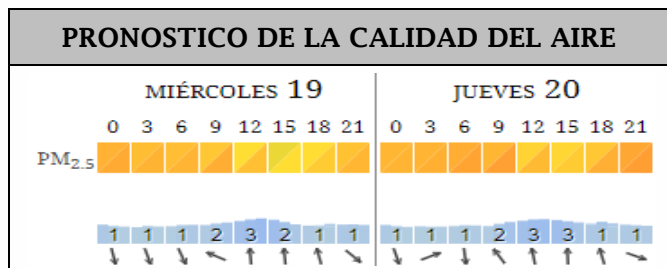 PRONOSTICO DE LA CALIDAD DEL AIRE
MIÉRCOLES 19 JUEVES 20
0 3 6 9 12 15 18 21 0 3 6 9 12 15 18 21
PM2.5
1 1 1 2 3 2 1 1 1 1 1 2 3 3 1 1